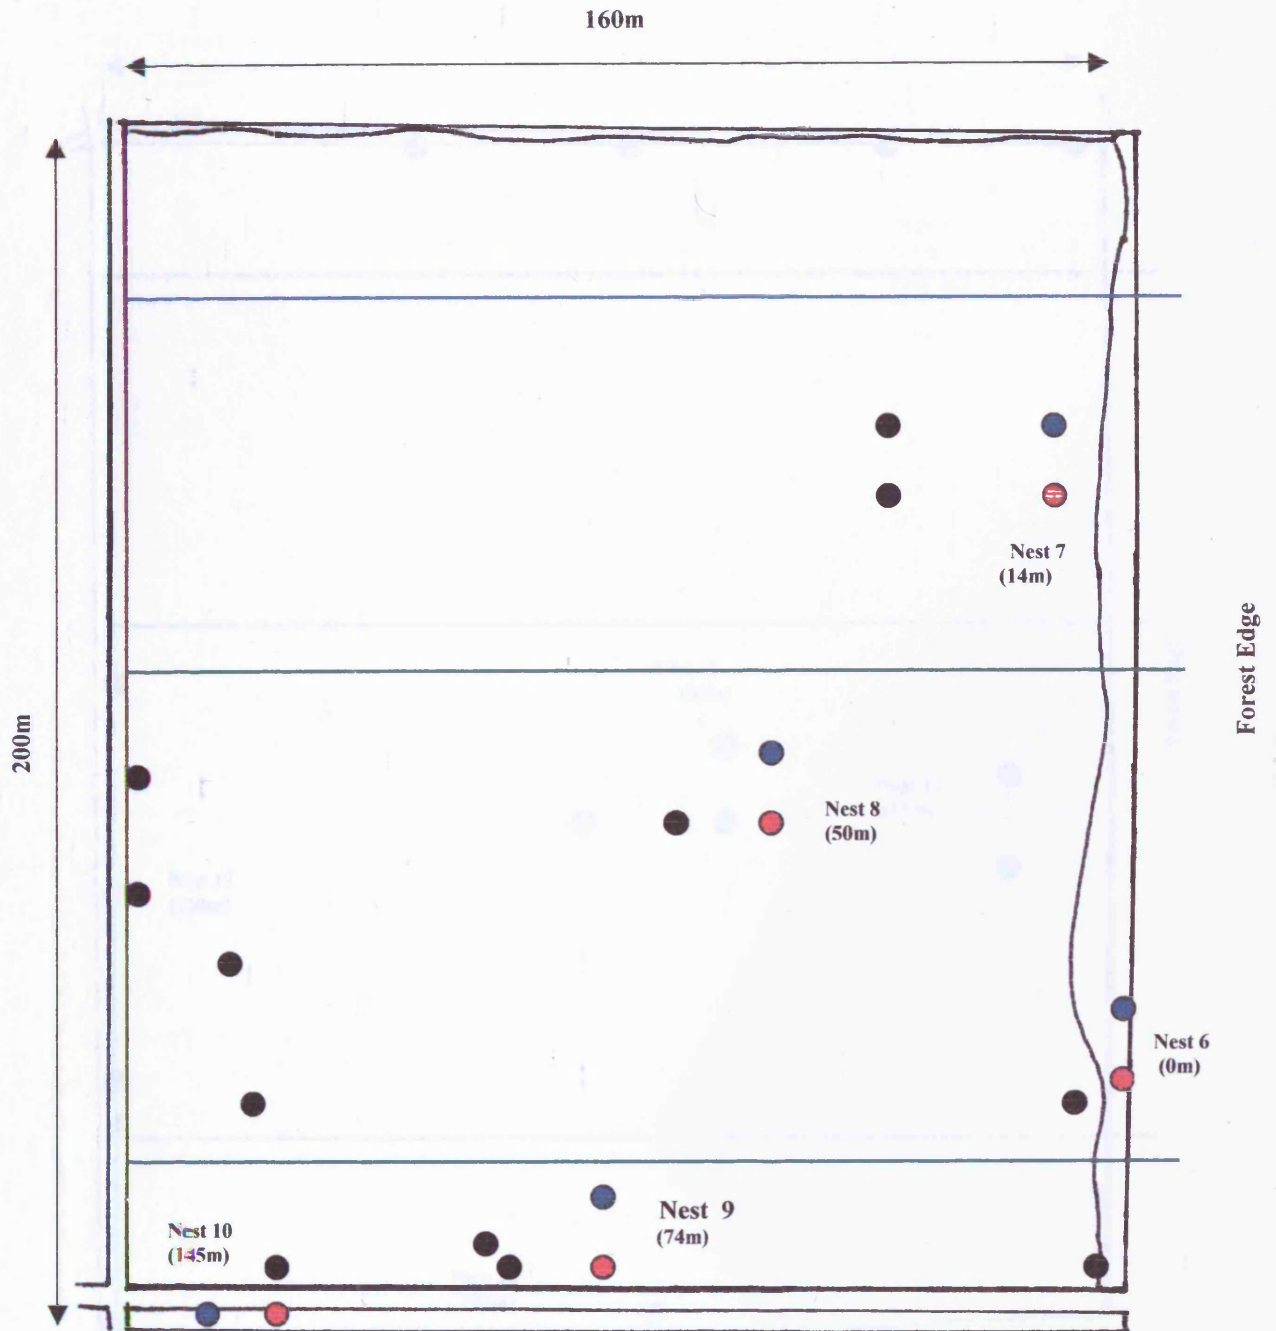 160m
Nest 7
(14m)
Forest Edge
200m
Nest 8
(50m)
Nest 6
(0m)
Nest 9
(74m)
Nest 10
(145m)